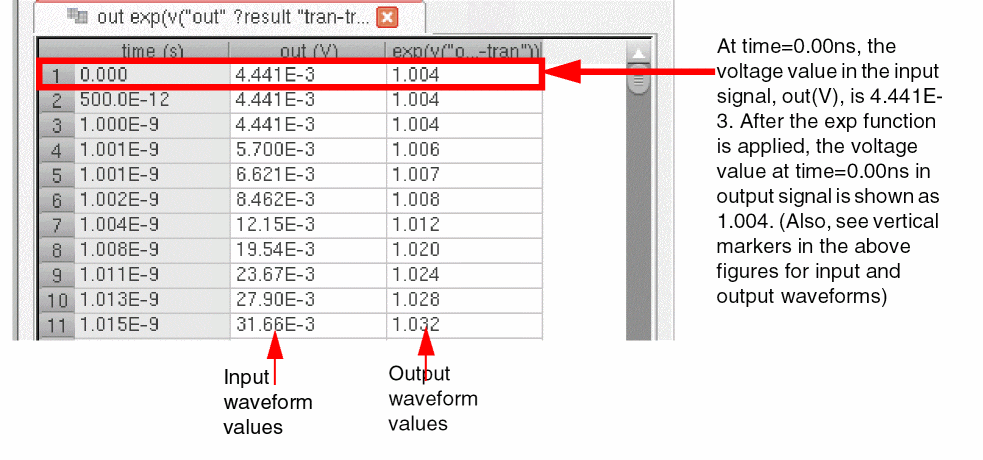 out exp(v("out" ?result "tran-tr...
time (s) out (V) exp(v("o...-tran"))
1 0.000 4.441E-3 1.004
2 500.0E-12 4.441E-3 1.004
3 1.000E-9 4.441E-3 1.004
4 1.001E-9 5.700E-3 1.006
5 1.001E-9 6.621E-3 1.007
6 1.002E-9 8.462E-3 1.008
7 1.004E-9 12.15E-3 1.012
8 1.008E-9 19.54E-3 1.020
9 1.011E-9 23.67E-3 1.024
10 1.013E-9 27.90E-3 1.028
11 1.015E-9 31.66E-3 1.032
At time=0.00ns, the
voltage value in the input
signal, out(V), is 4.441E-
3. After the exp function
is applied, the voltage
value at time=0.00ns in
output signal is shown as
1.004. (Also, see vertical
markers in the above
figures for input and
output waveforms)
Input
waveform
values
Output
waveform
values